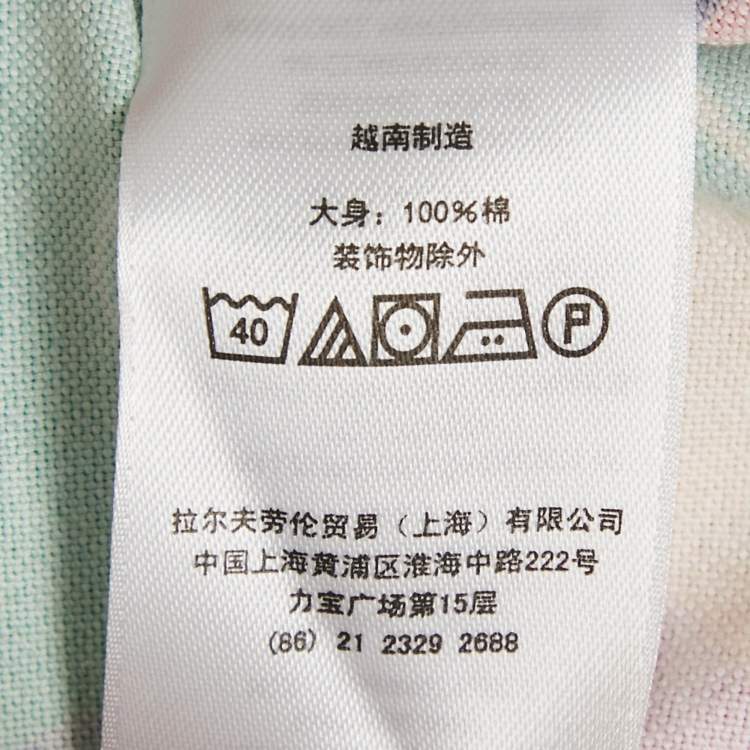 越南制造
大身：100%棉
装饰物除外
40 P
拉尔夫劳伦贸易（上海）有限公司
中国上海黄浦区淮海中路222号
力宝广场第15层
(86) 21 2329 2688